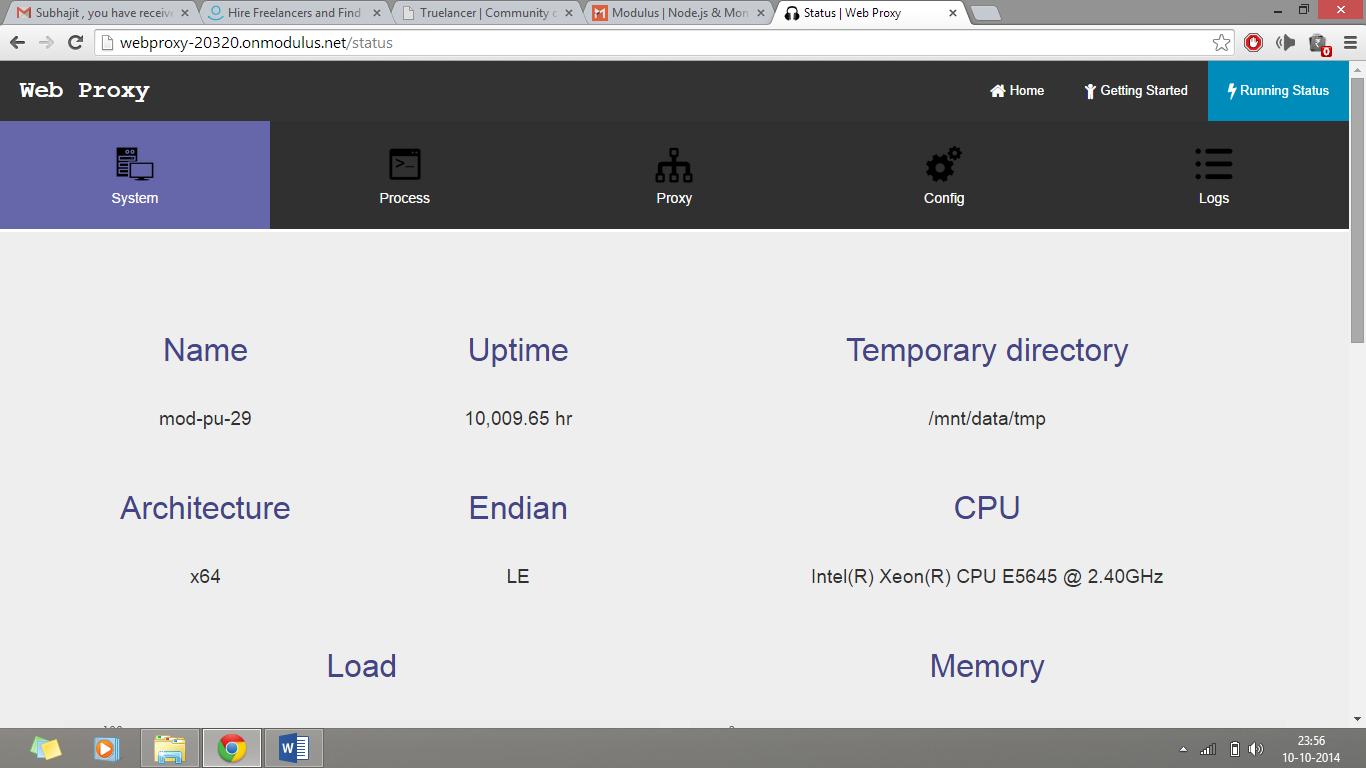 Subhajit , you have receive
Hire Freelancers and Find
Truelancer | Community o
Modulus | Node.js & Mon
Status | Web Proxy
webproxy-20320.onmodulus.net/status
0
Web Proxy
Home
Getting Started
Running Status
System
Process
Proxy
Config
Logs
Name
Uptime
Temporary directory
mod-pu-29
10,009.65 hr
/mnt/data/tmp
Architecture
Endian
CPU
x64
LE
Intel(R) Xeon(R) CPU E5645 @ 2.40GHz
Load
Memory
23:56
10-10-2014